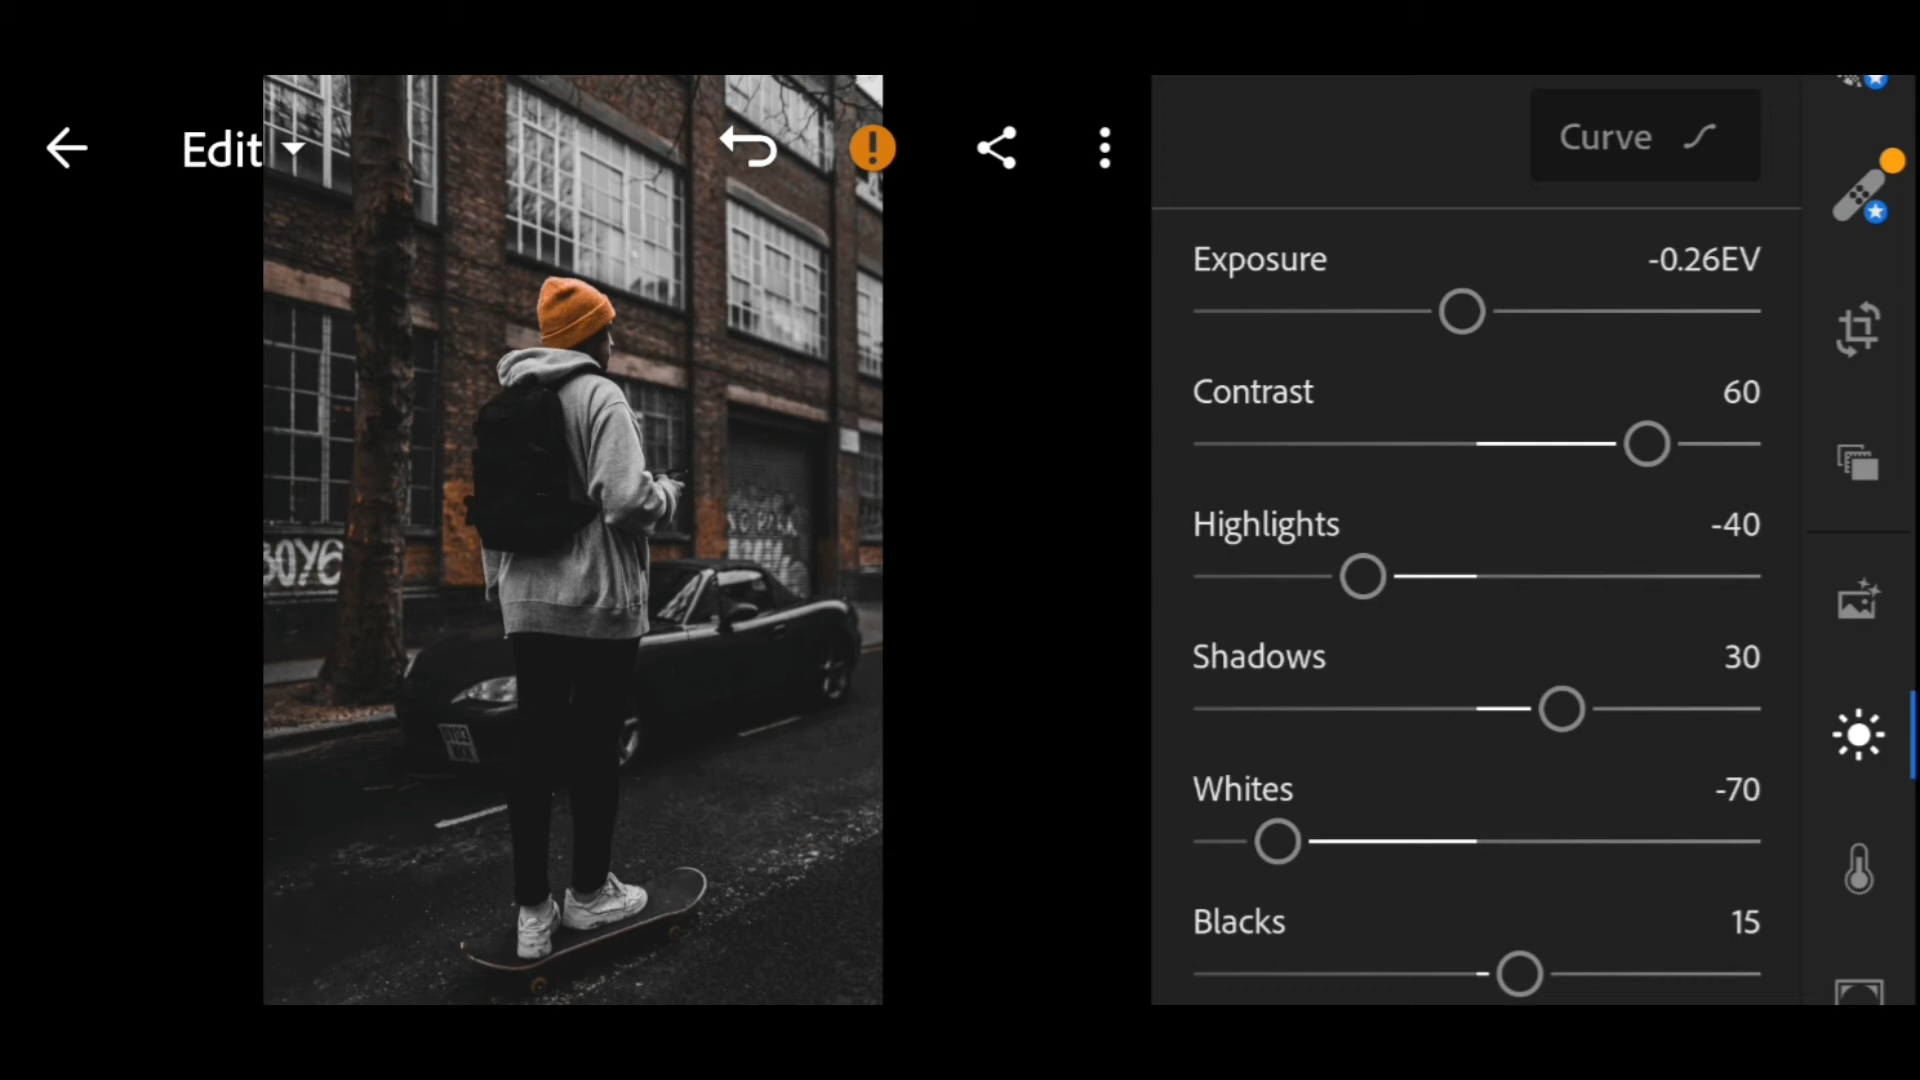 Edit
Curve
Exposure -0.26EV
Contrast 60
Highlights -40
Shadows 30
Whites -70
Blacks 15